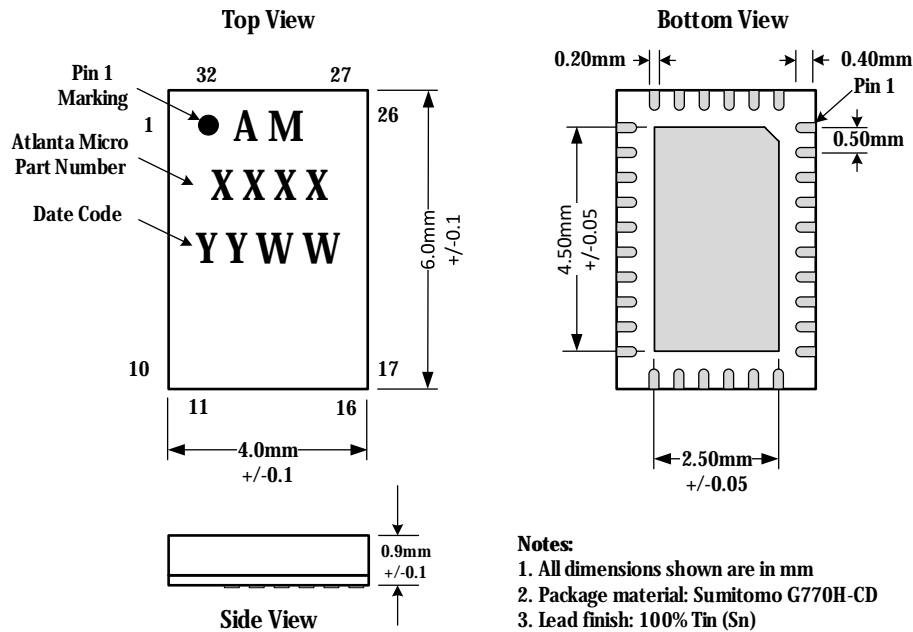 Top View
Pin 1
Marking
32
27
1
26
A M
Atlanta Micro
Part Number
X X X X
Date Code
Y Y W W
6.0mm
+/-0.1
10
17
11
16
4.0mm
+/-0.1
0.9mm
+/-0.1
Side View
Bottom View
0.20mm
0.40mm
Pin 1
0.50mm
4.50mm
+/-0.05
2.50mm
+/-0.05
Notes:
1. All dimensions shown are in mm
2. Package material: Sumitomo G770H-CD
3. Lead finish: 100% Tin (Sn)